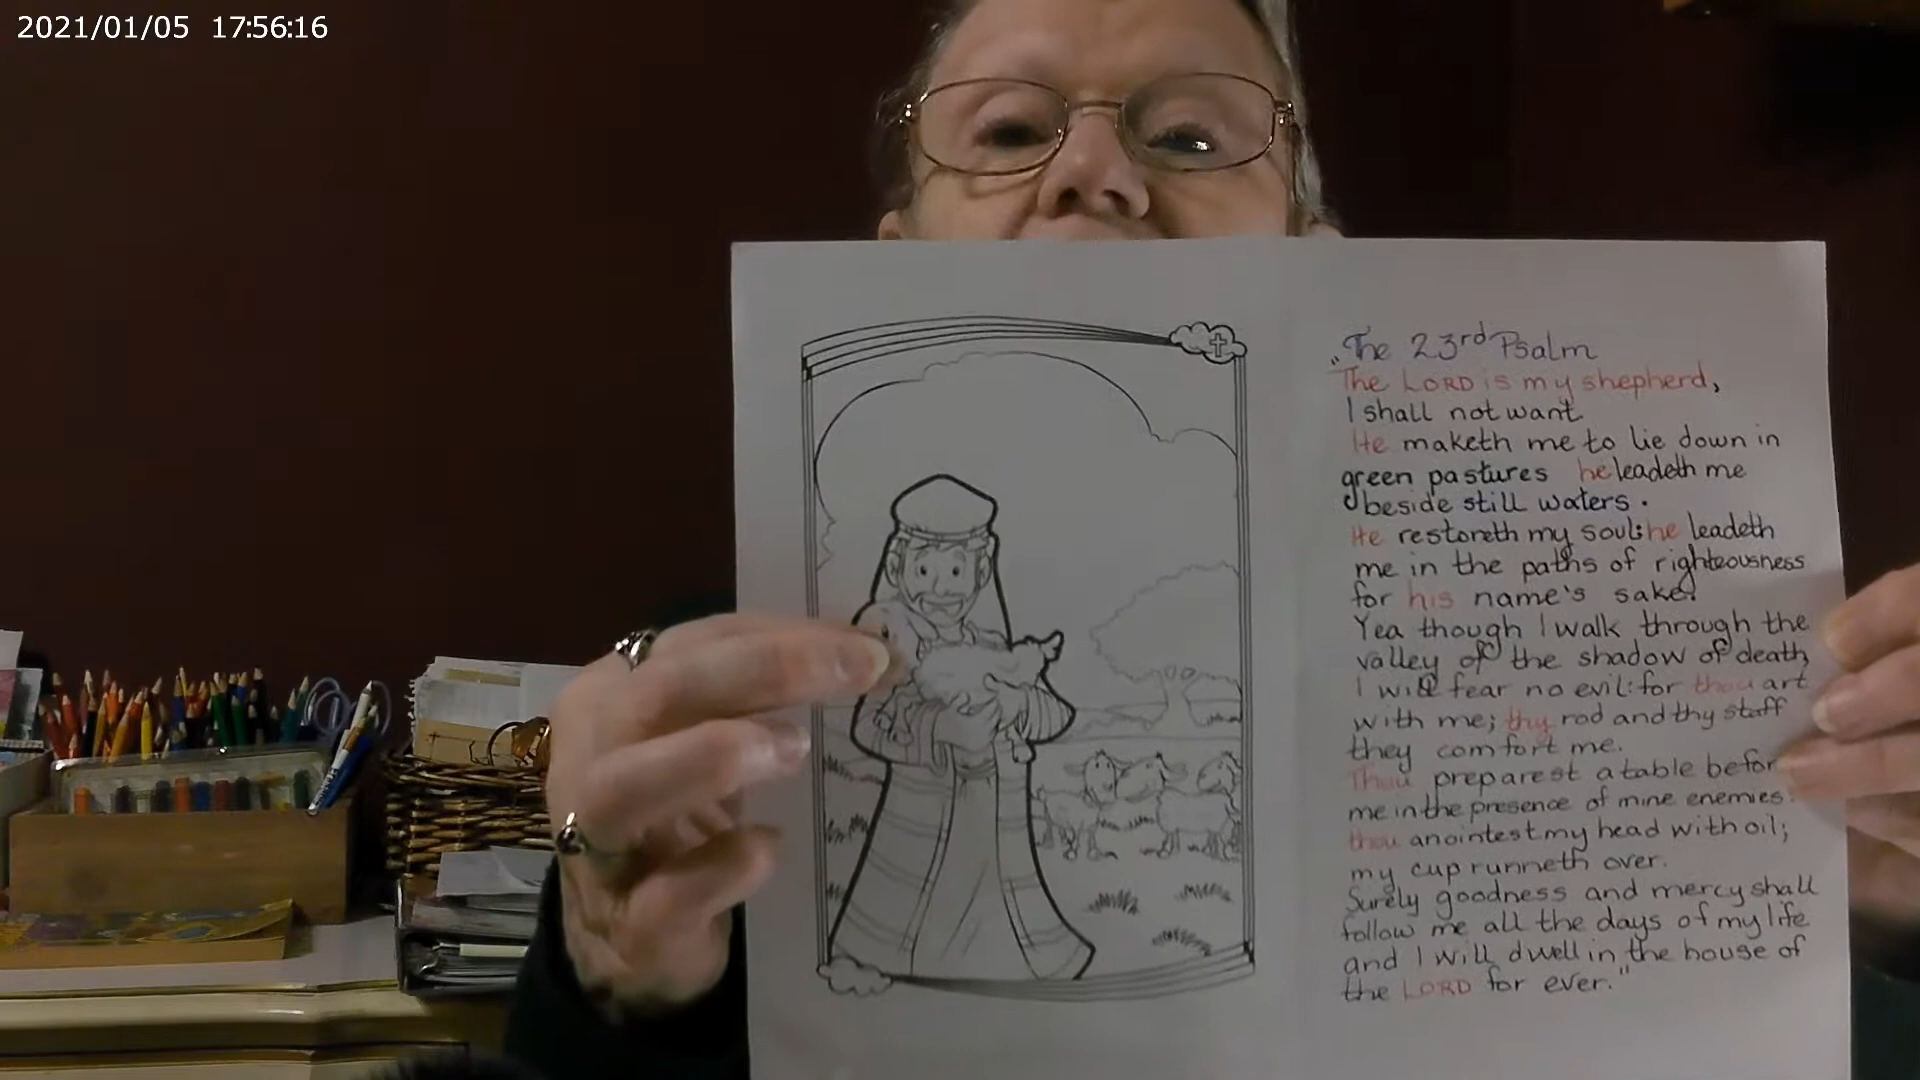 2021/01/05 17:56:16
„The 23rd Psalm
The LORD is my shepherd,
I shall not want.
He maketh me to lie down in
green pastures he leadeth me
beside still waters.
He restoreth my soul: he leadeth
me in the paths of righteousness
for his name's sake.
Yea though I walk through the
valley of the shadow of death,
I will fear no evil: for thou art
with me; thy rod and thy staff
they comfort me.
Thou preparest a table befor
me in the presence of mine enemies:
thou anointest my head with oil;
my cup runneth over.
Surely goodness and mercy shall
follow me all the days of my life
and I will dwell in the house of
the LORD for ever."